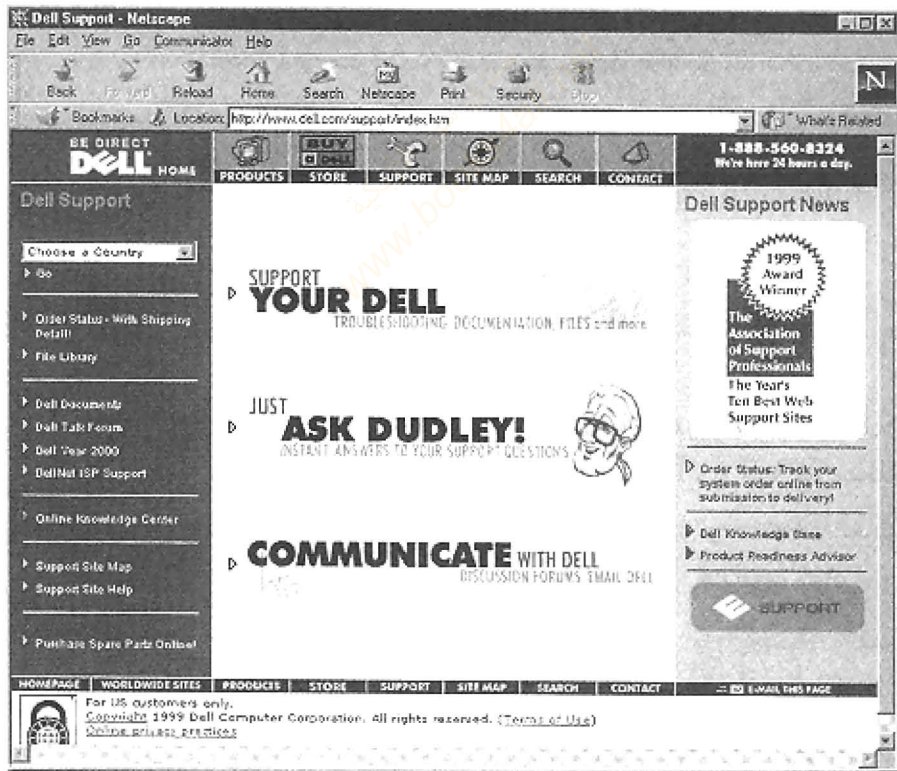 Dell Support - Netscape
File Edit View Go Communicator Help
Back Forward Reload Home Search Netscape Print Security Stop
Bookmarks Location: http://www.dell.com/support/index.htm What's Related
BE DIRECT
DELL HOME
BUY
DELL
PRODUCTS STORE SUPPORT SITE MAP SEARCH CONTACT
1-888-560-8324
We're here 24 hours a day.
Dell Support
Choose a Country
Go
Order Status - With Shipping
Detail!
File Library
Dell Documents
Dell Talk Forum
Dell Year 2000
DellNet ISP Support
Online Knowledge Center
Support Site Map
Support Site Help
Purchase Spare Parts Online!
SUPPORT
YOUR DELL
TROUBLESHOOTING, DOCUMENTATION, FILES and more
JUST
ASK DUDLEY!
INSTANT ANSWERS TO YOUR SUPPORT QUESTIONS
COMMUNICATE WITH DELL
DISCUSSION FORUMS, EMAIL DELL
Dell Support News
1999
Award
Winner
The
Association
of Support
Professionals
The Year's
Ten Best Web
Support Sites
Order Status: Track your
system order online from
submission to delivery!
Dell Knowledge Base
Product Readiness Advisor
SUPPORT
HOMEPAGE WORLDWIDE SITES PRODUCTS STORE SUPPORT SITE MAP SEARCH CONTACT E-MAIL THIS PAGE
For US customers only.
Copyright 1999 Dell Computer Corporation. All rights reserved. (Terms of Use)
Online privacy practices